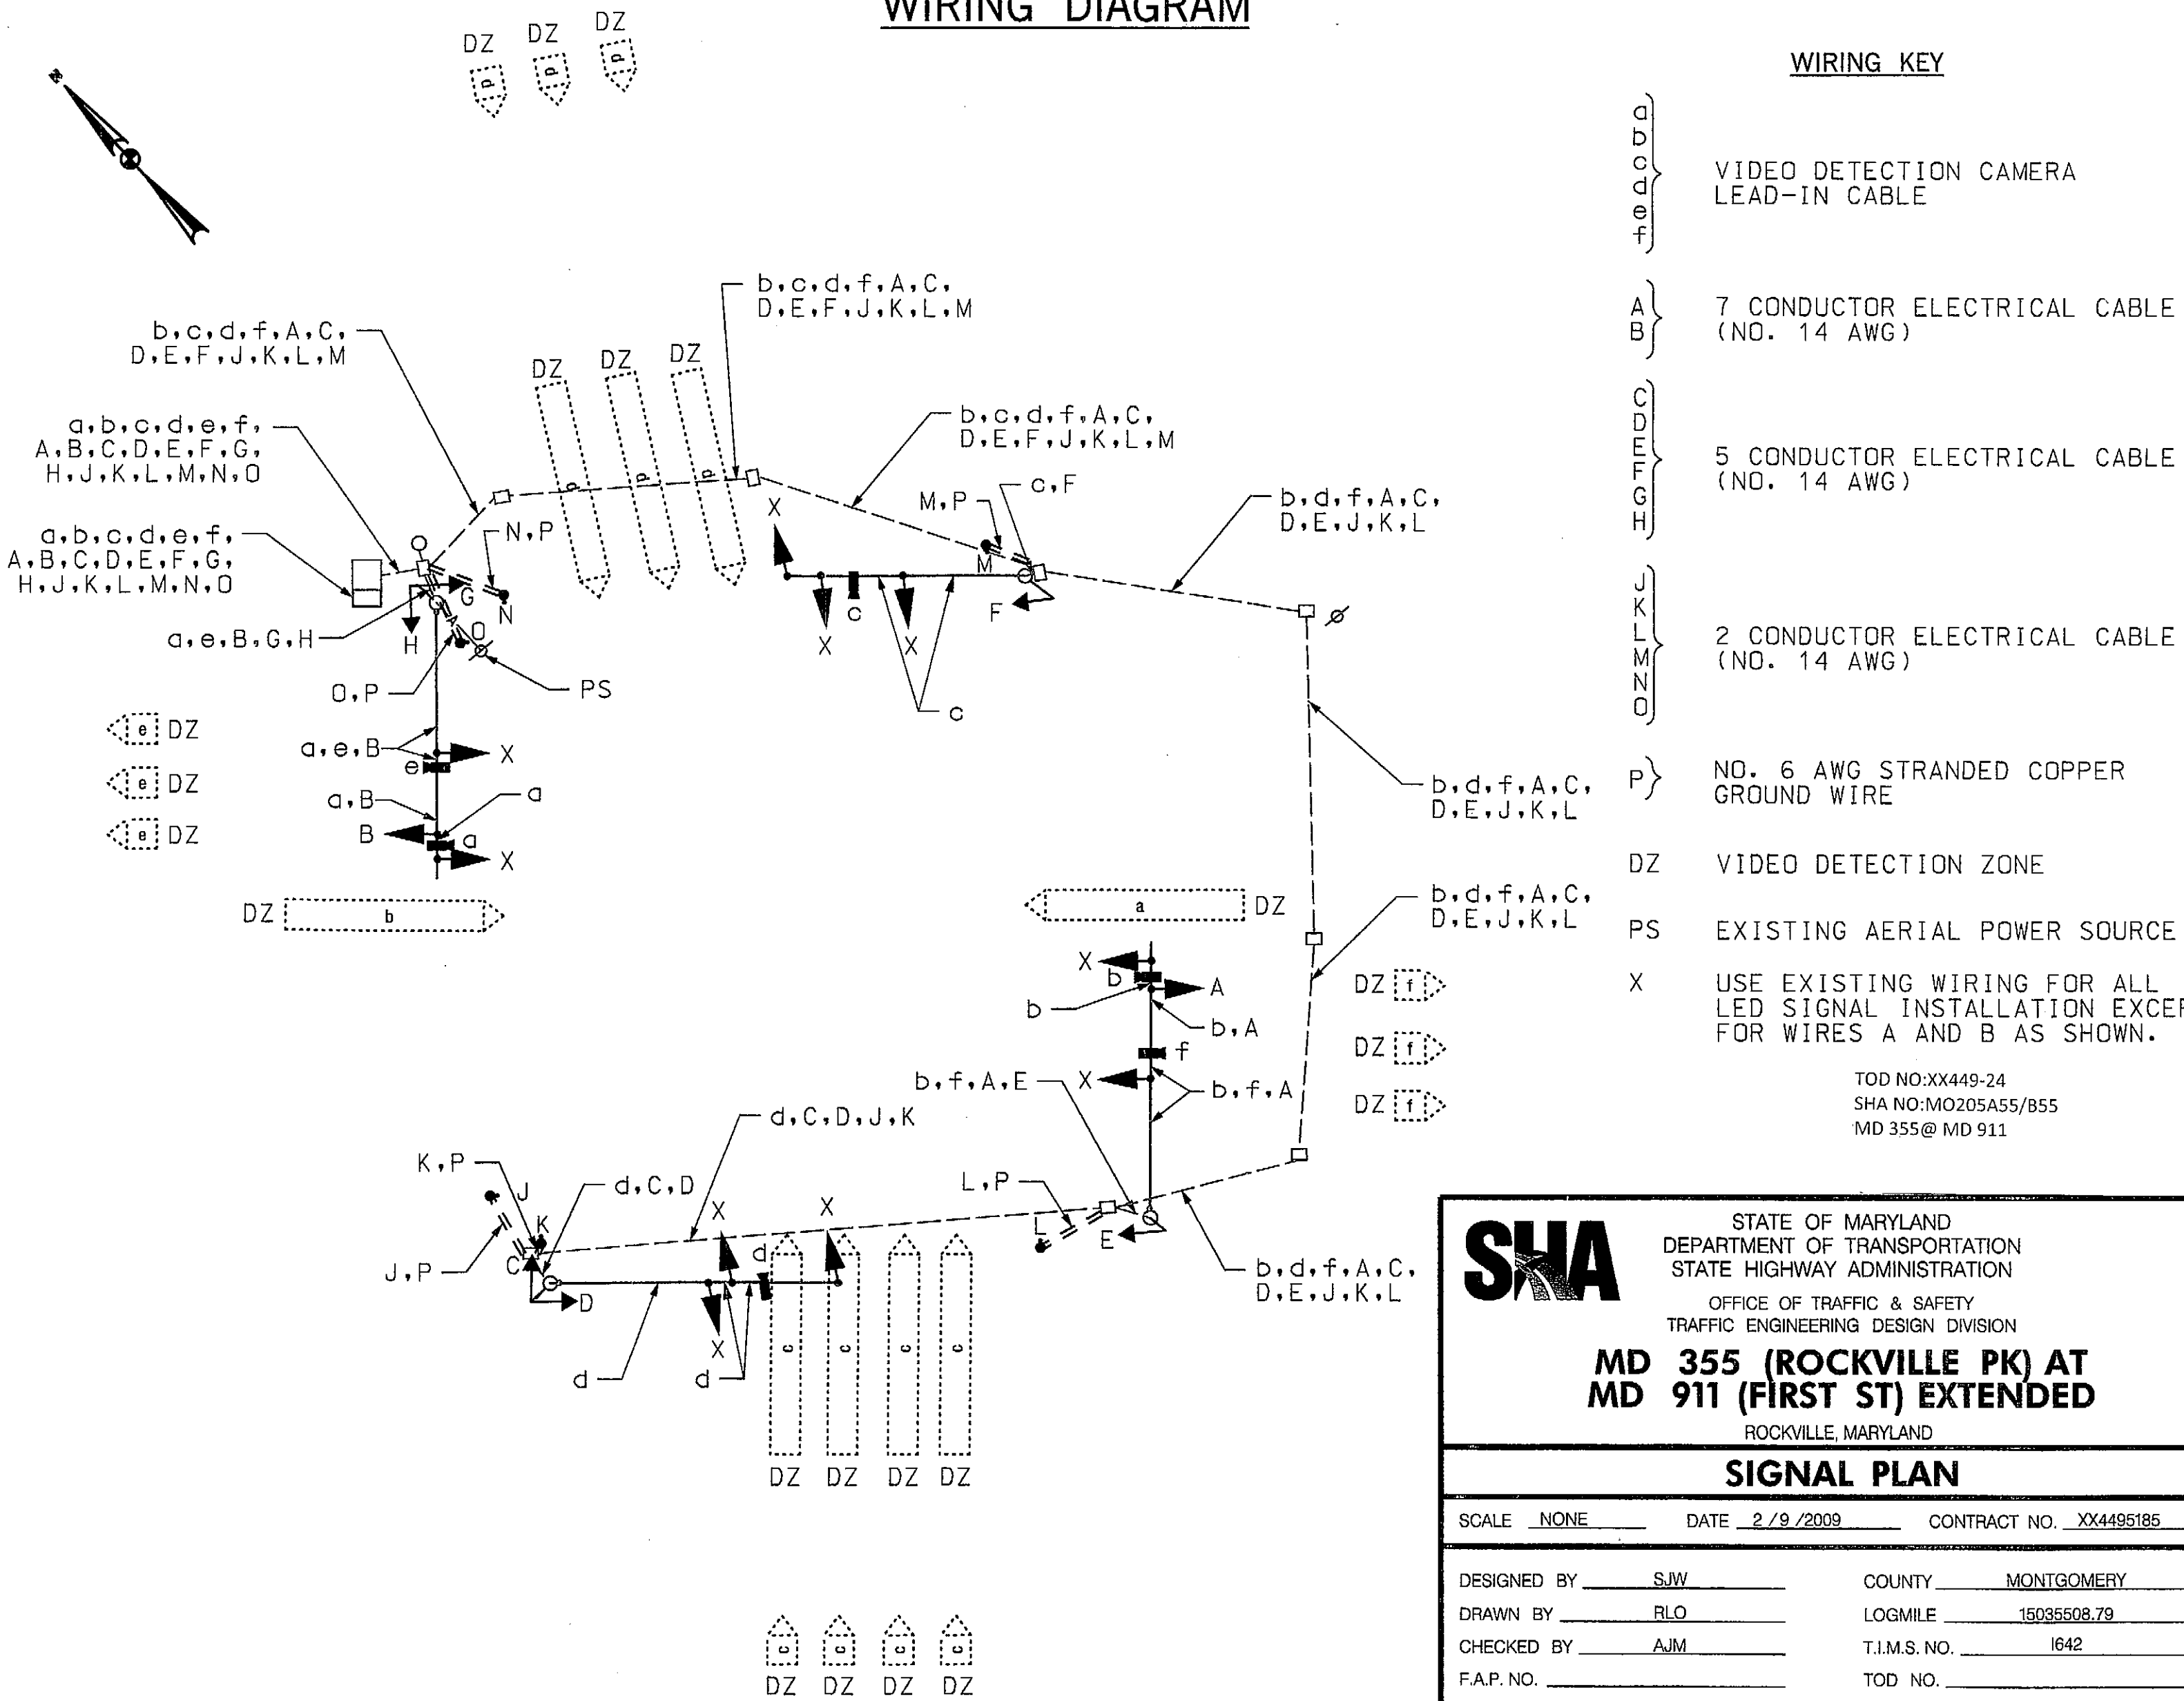 WIRING DIAGRAM
DZ DZ DZ
d d d
N
b,c,d,f,A,C,
D,E,F,J,K,L,M
b,c,d,f,A,C,
D,E,F,J,K,L,M
DZ DZ DZ
a,b,c,d,e,f,
A,B,C,D,E,F,G,
H,J,K,L,M,N,O
b,c,d,f,A,C,
D,E,F,J,K,L,M
d d d
X
M,P
c,F
b,d,f,A,C,
D,E,J,K,L
a,b,c,d,e,f,
A,B,C,D,E,F,G,
H,J,K,L,M,N,O
N,P
M
G
N
c
F
H
O
X
X
a,e,B,G,H
O,P
PS
c
e DZ
a,e,B
X
e
e DZ
a,B
a
e DZ
B
a
X
b,d,f,A,C,
D,E,J,K,L
DZ b
a DZ
b,d,f,A,C,
D,E,J,K,L
X
b
A
b
b,A
DZ f
f
DZ f
b,f,A,E
X
b,f,A
DZ f
d,C,D,J,K
K,P
J
d,C,D
L,P
X
X
K
L
E
d
J,P
C
D
b,d,f,A,C,
D,E,J,K,L
X
d
d
c c c c
DZ DZ DZ DZ
c c c c
DZ DZ DZ DZ
WIRING KEY
a
b
c
d
e
f
VIDEO DETECTION CAMERA
LEAD-IN CABLE
A
B
7 CONDUCTOR ELECTRICAL CABLE
(NO. 14 AWG)
C
D
E
F
G
H
5 CONDUCTOR ELECTRICAL CABLE
(NO. 14 AWG)
J
K
L
M
N
O
2 CONDUCTOR ELECTRICAL CABLE
(NO. 14 AWG)
P NO. 6 AWG STRANDED COPPER
GROUND WIRE
DZ VIDEO DETECTION ZONE
PS EXISTING AERIAL POWER SOURCE
X USE EXISTING WIRING FOR ALL
LED SIGNAL INSTALLATION EXCEP
FOR WIRES A AND B AS SHOWN.
TOD NO:XX449-24
SHA NO:MO205A55/B55
MD 355@ MD 911
SHA
STATE OF MARYLAND
DEPARTMENT OF TRANSPORTATION
STATE HIGHWAY ADMINISTRATION
OFFICE OF TRAFFIC & SAFETY
TRAFFIC ENGINEERING DESIGN DIVISION
MD 355 (ROCKVILLE PK) AT
MD 911 (FIRST ST) EXTENDED
ROCKVILLE, MARYLAND
SIGNAL PLAN
SCALE NONE DATE 2/9/2009 CONTRACT NO. XX4495185
DESIGNED BY SJW COUNTY MONTGOMERY
DRAWN BY RLO LOGMILE 15035508.79
CHECKED BY AJM T.I.M.S. NO. I642
F.A.P. NO. TOD NO.